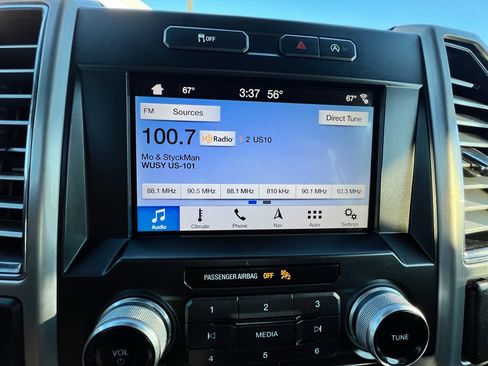 OFF
A
67° 3:37 56° 67°
FM Sources Direct Tune
100.7 HD Radio 1 2 US10
Mo & StyckMan
WUSY US-101
88.1 MHz 90.5 MHz 88.1 MHz 810 kHz 90.1 MHz 93.3 MHz
Audio Climate Phone Nav Apps Settings
PASSENGER AIRBAG OFF
1 2 3
VOL MEDIA TUNE
4 5 6